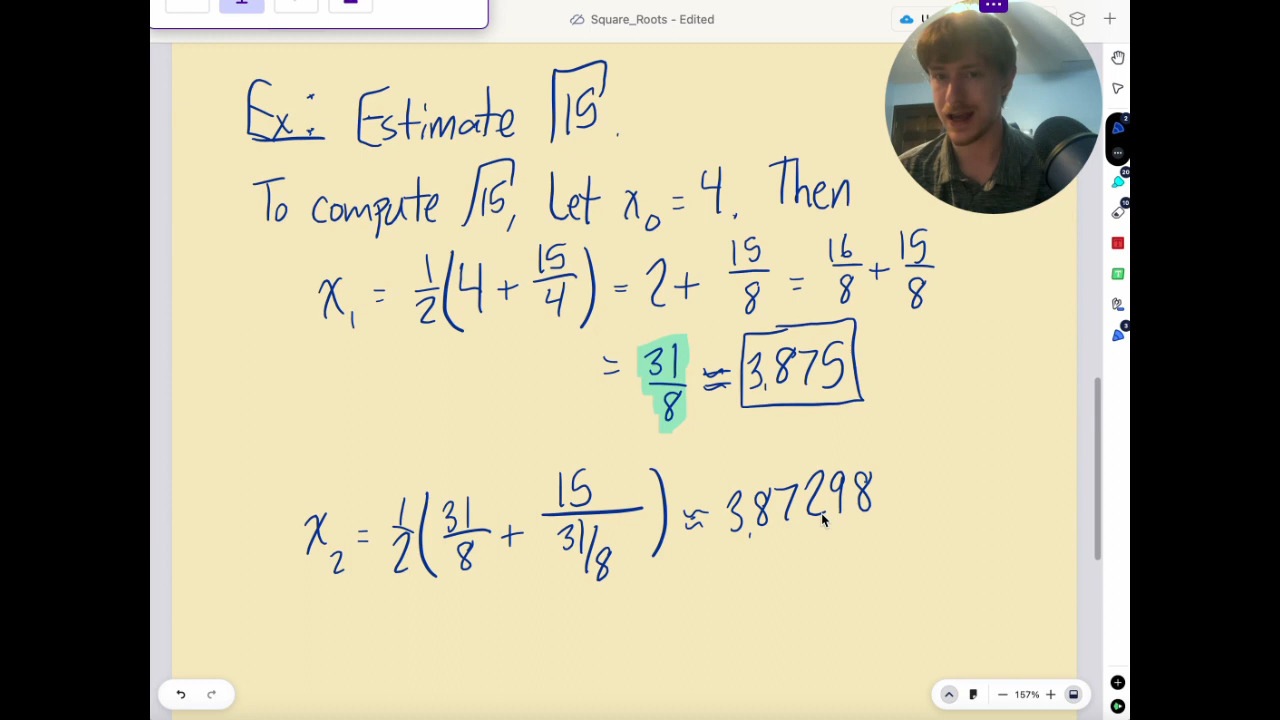 Square_Roots - Edited
Ex: Estimate √15.
To compute √15, Let x₀ = 4. Then
x₁ = 1/2(4 + 15/4) = 2 + 15/8 = 16/8 + 15/8
= 31/8 ≈ 3.875
x₂ = 1/2(31/8 + 15/(31/8)) ≈ 3.87298
157%